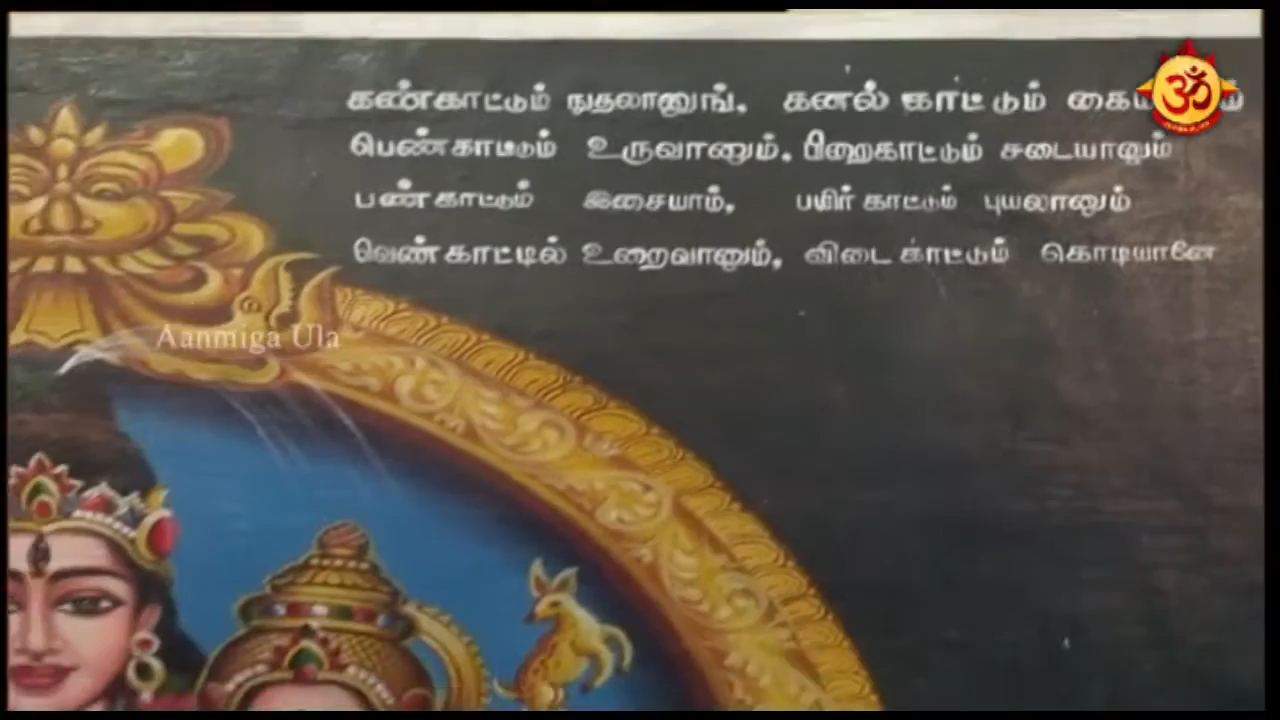 கண்காட்டும் நுதலானுங், கனல் காட்டும்
பெண்காட்டும் உருவானும், பிறைகாட்டும் சடையானும்
பண்காட்டும் இசையாம், பயிர் காட்டும் புயலானும்
வெண்காட்டில் உறைவானும், விடை காட்டும் கொடியானே
Aanmiga Ula